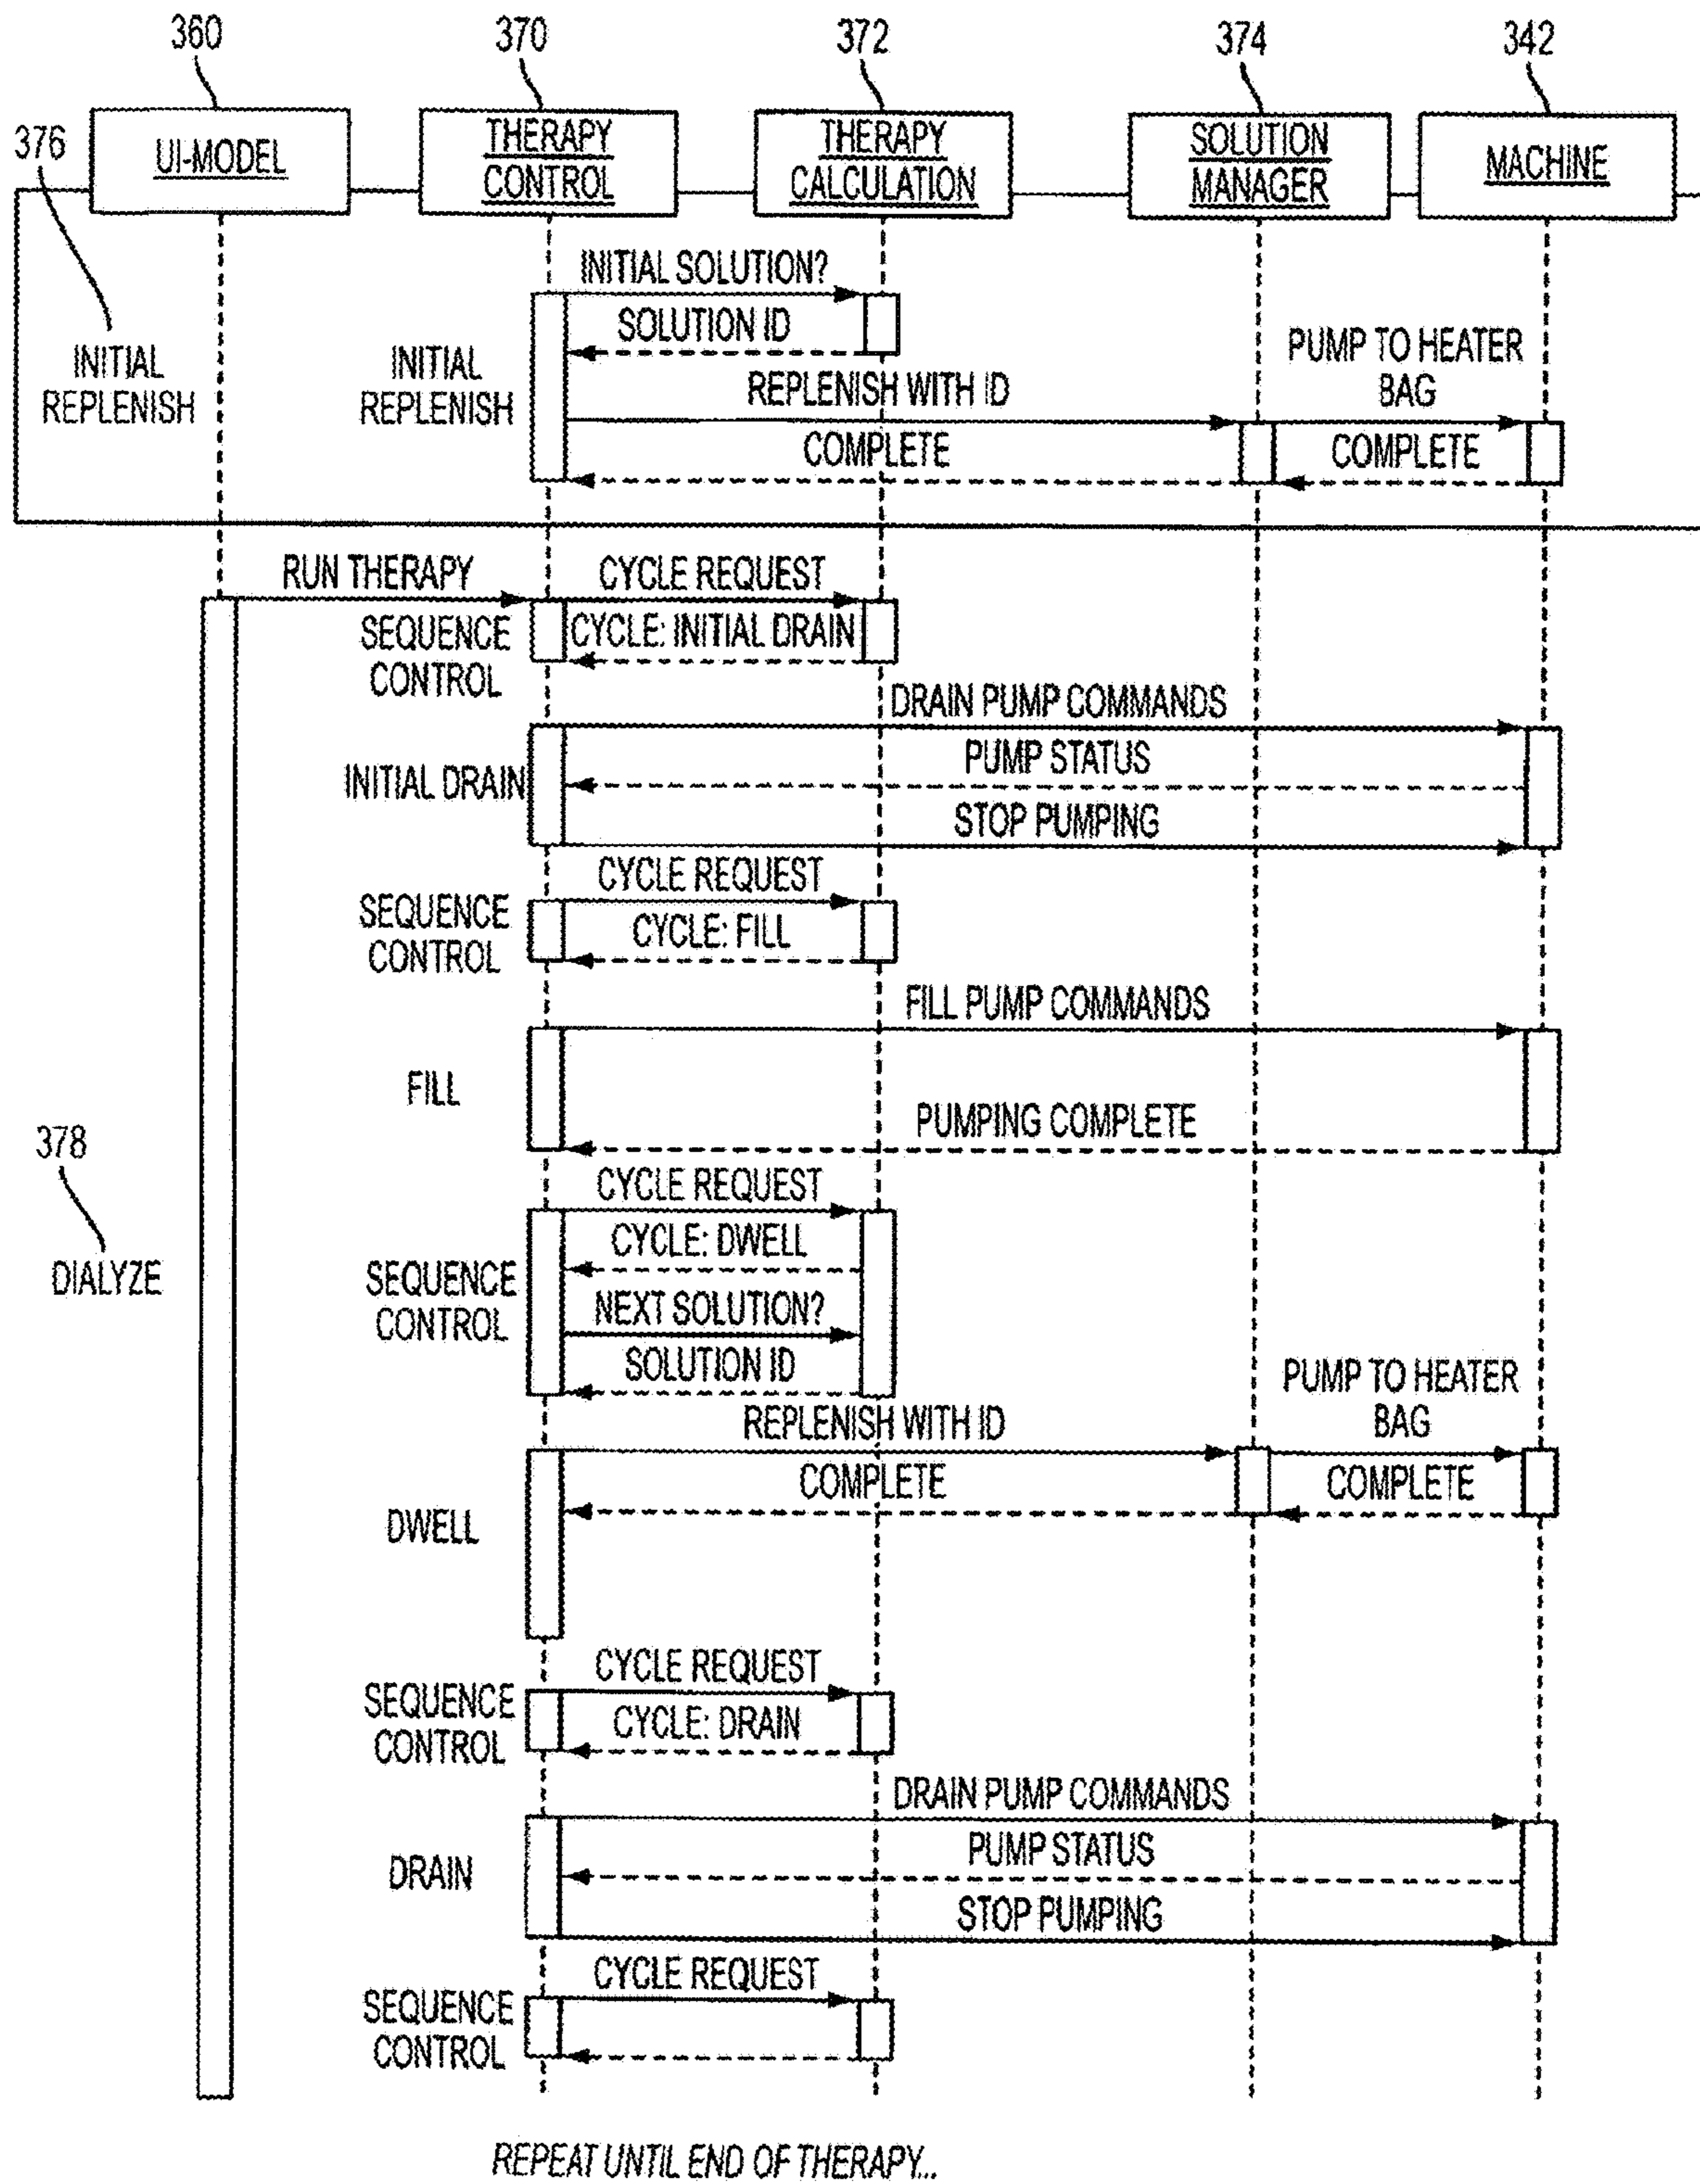 360
370
372
374
342
376
UI-MODEL
THERAPY
CONTROL
THERAPY
CALCULATION
SOLUTION
MANAGER
MACHINE
INITIAL SOLUTION?
SOLUTION ID
INITIAL
REPLENISH
INITIAL
REPLENISH
REPLENISH WITH ID
PUMP TO HEATER
BAG
COMPLETE
COMPLETE
RUN THERAPY
CYCLE REQUEST
SEQUENCE
CONTROL
CYCLE: INITIAL DRAIN
DRAIN PUMP COMMANDS
INITIAL DRAIN
PUMP STATUS
STOP PUMPING
CYCLE REQUEST
SEQUENCE
CONTROL
CYCLE: FILL
FILL PUMP COMMANDS
FILL
PUMPING COMPLETE
378
DIALYZE
CYCLE REQUEST
CYCLE: DWELL
SEQUENCE
CONTROL
NEXT SOLUTION?
SOLUTION ID
REPLENISH WITH ID
PUMP TO HEATER
BAG
COMPLETE
COMPLETE
DWELL
CYCLE REQUEST
SEQUENCE
CONTROL
CYCLE: DRAIN
DRAIN PUMP COMMANDS
DRAIN
PUMP STATUS
STOP PUMPING
CYCLE REQUEST
SEQUENCE
CONTROL
REPEAT UNTIL END OF THERAPY...